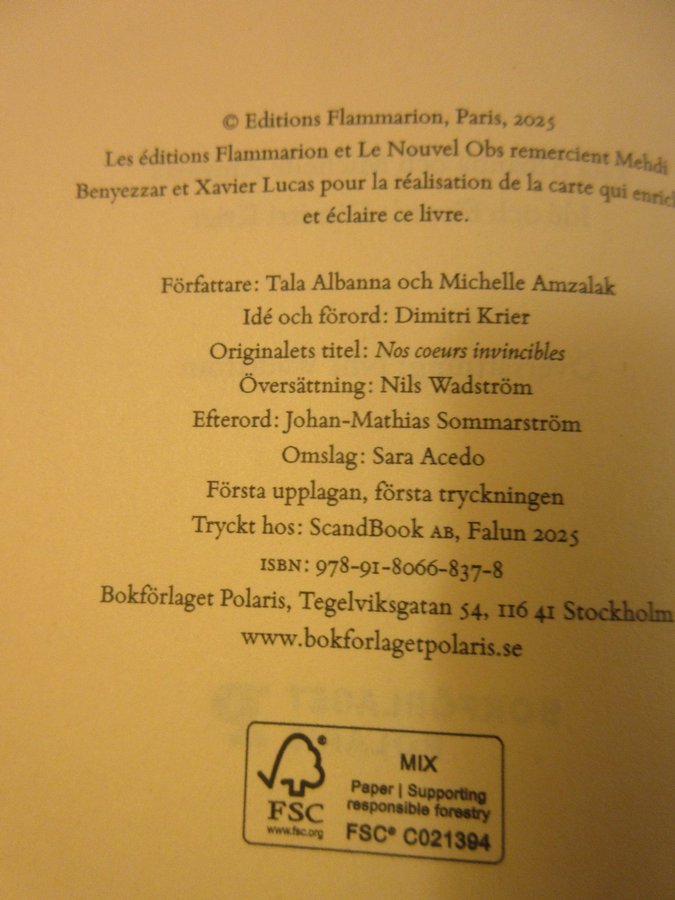 © Editions Flammarion, Paris, 2025
Les éditions Flammarion et Le Nouvel Obs remercient Mehdi
Benyezzar et Xavier Lucas pour la réalisation de la carte qui
et éclaire ce livre.
Författare: Tala Albanna och Michelle Amzalak
Idé och förord: Dimitri Krier
Originalets titel: Nos coeurs invincibles
Översättning: Nils Wadström
Efterord: Johan-Mathias Sommarström
Omslag: Sara Acedo
Första upplagan, första tryckningen
Tryckt hos: ScandBook AB, Falun 2025
ISBN: 978-91-8066-837-8
Bokförlaget Polaris, Tegelviksgatan 54, 116 41 Stockholm
www.bokforlagetpolaris.se
FSC
www.fsc.org
MIX
Paper | Supporting
responsible forestry
FSC® C021394